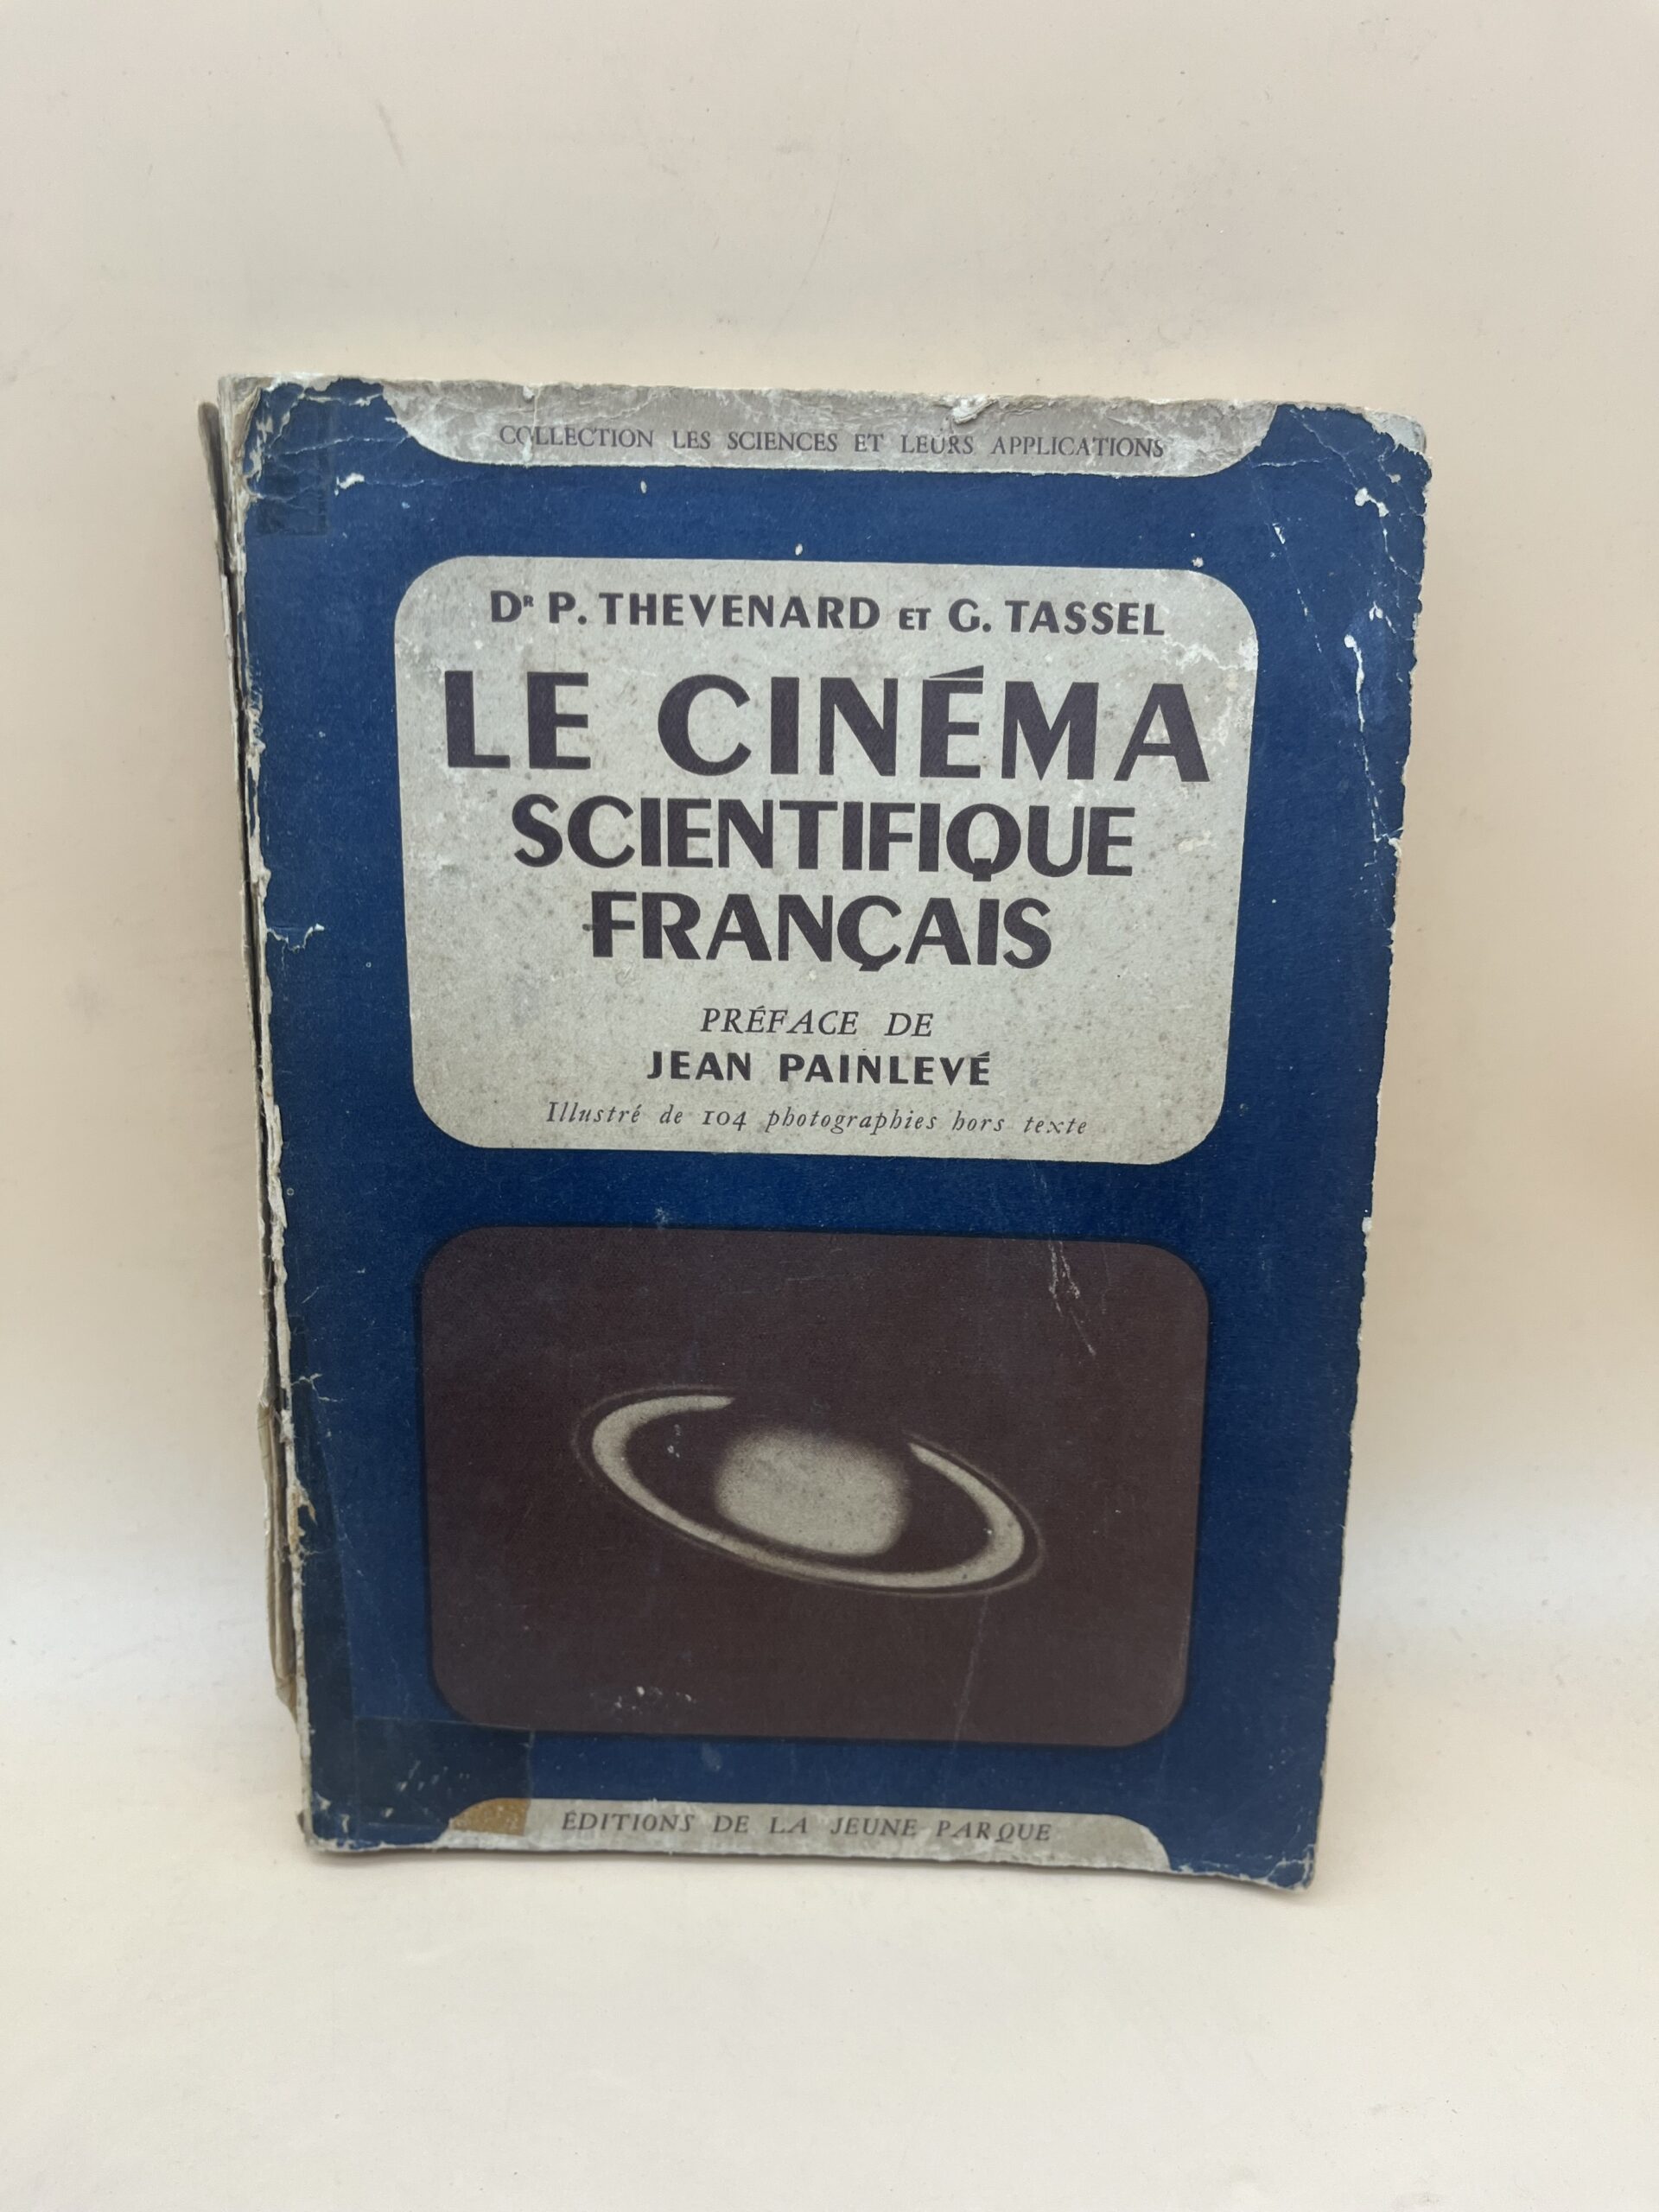 COLLECTION LES SCIENCES ET LEURS APPLICATIONS
DR P. THEVENARD ET G. TASSEL
LE CINÉMA
SCIENTIFIQUE
FRANÇAIS
PRÉFACE DE
JEAN PAINLEVÉ
Illustré de 104 photographies hors texte
ÉDITIONS DE LA JEUNE PARQUE